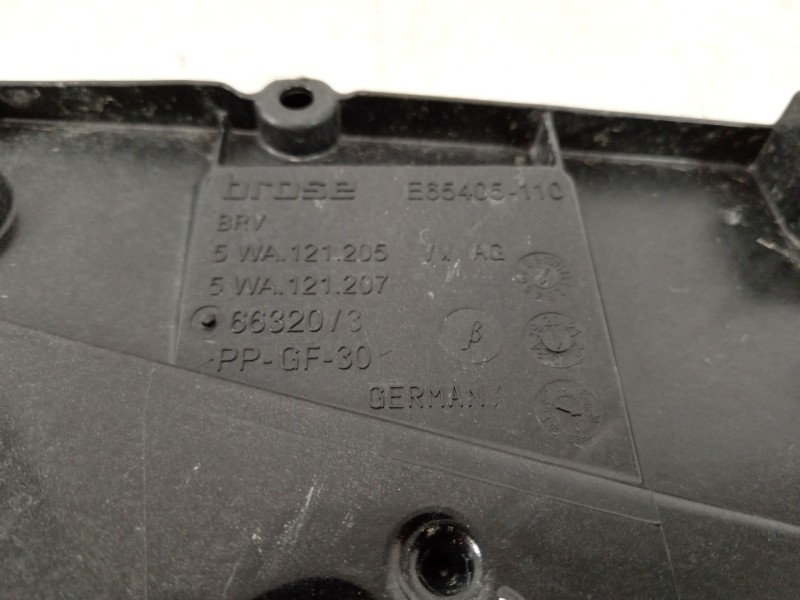 brose E65405-110
BRV
5 WA.121.205 VW AG
5 WA.121.207
66320/3 β
>PP-GF-30<
GERMANY